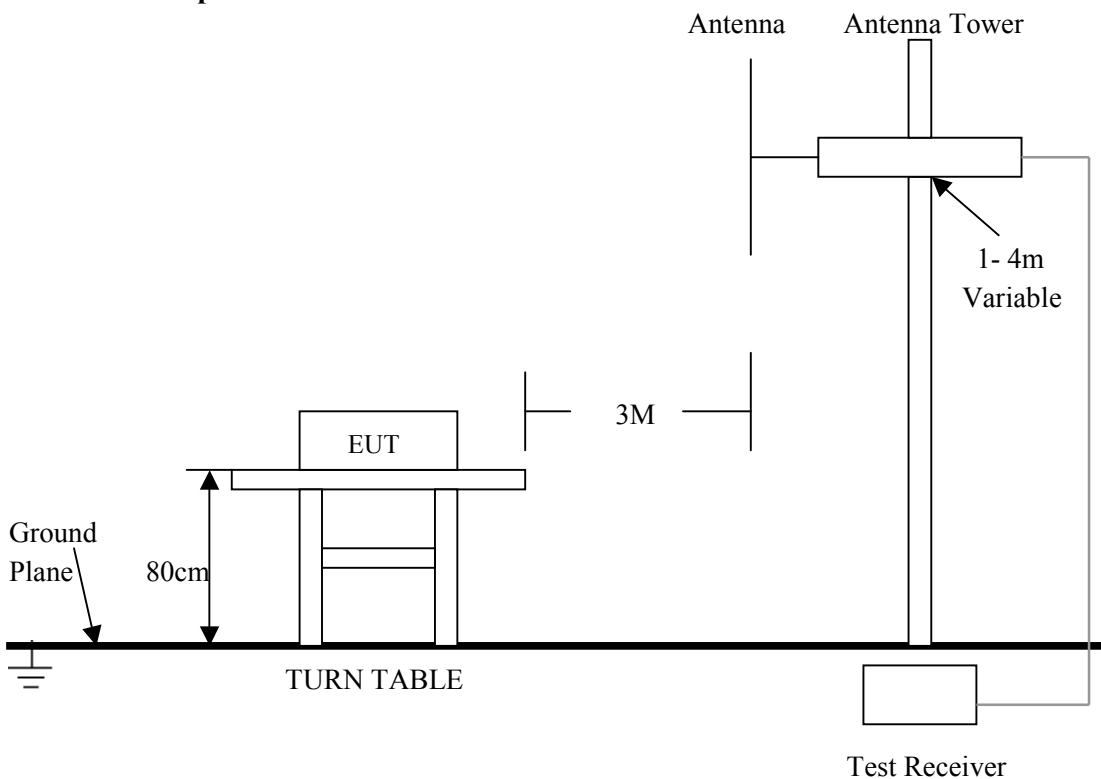 Antenna
Antenna Tower
1- 4m
Variable
3M
EUT
Ground
Plane
80cm
TURN TABLE
Test Receiver